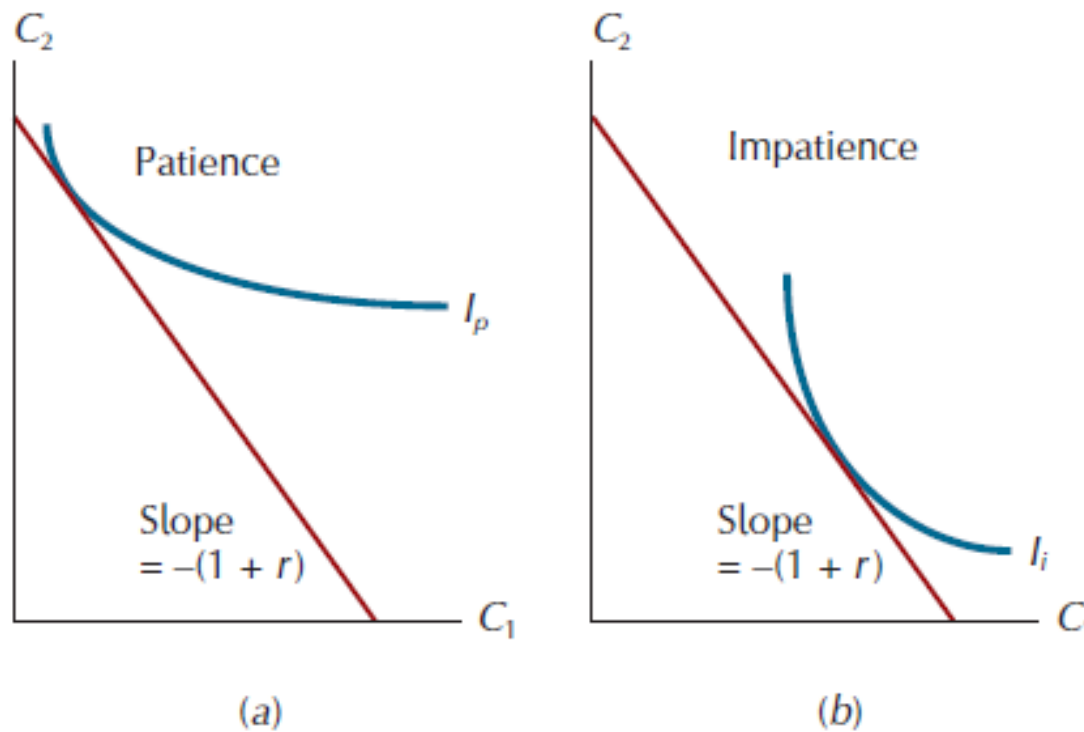 C₂
Patience
Iₚ
Slope
= –(1 + r)
C₁
(a)
C₂
Impatience
Slope
= –(1 + r)
Iᵢ
C
(b)